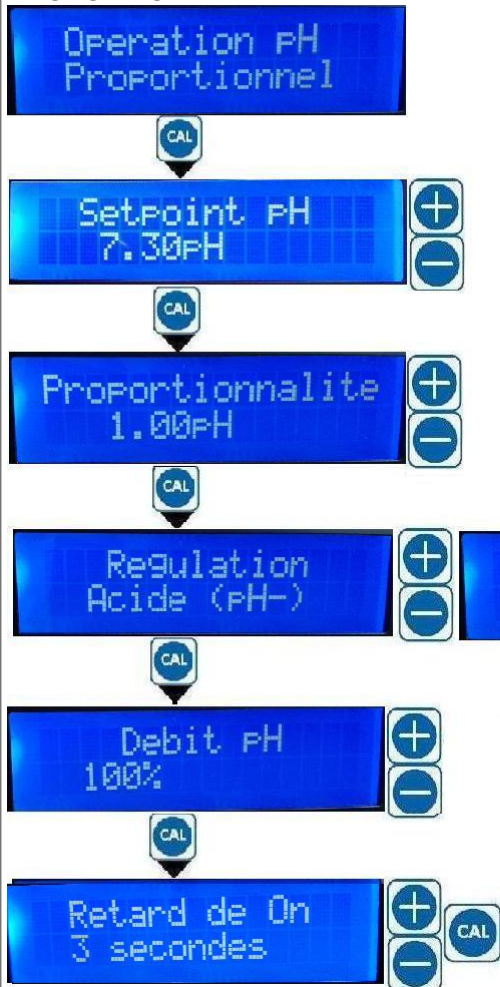 Operation pH
Proportionnel
CAL
Setpoint pH
7.30pH
CAL
Proportionnalite
1.00pH
CAL
Regulation
Acide (pH-)
CAL
Debit pH
100%
CAL
Retard de On
3 secondes
CAL